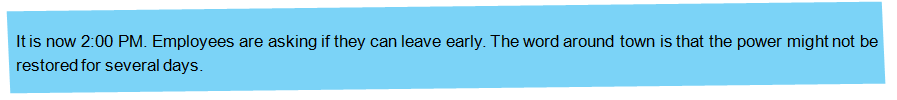 It is now 2:00 PM. Employees are asking if they can leave early. The word around town is that the power might not be
restored for several days.